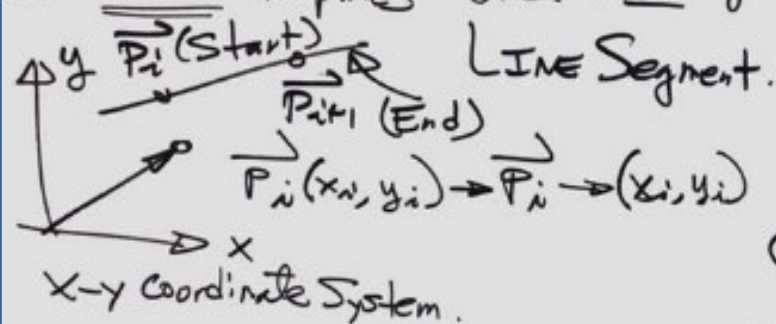 y P⃗i (Start) LINE Segment.
P⃗i+1 (End)
P⃗i (xi, yi) → P⃗i → (xi, yi)
x
X-y Coordinate System.